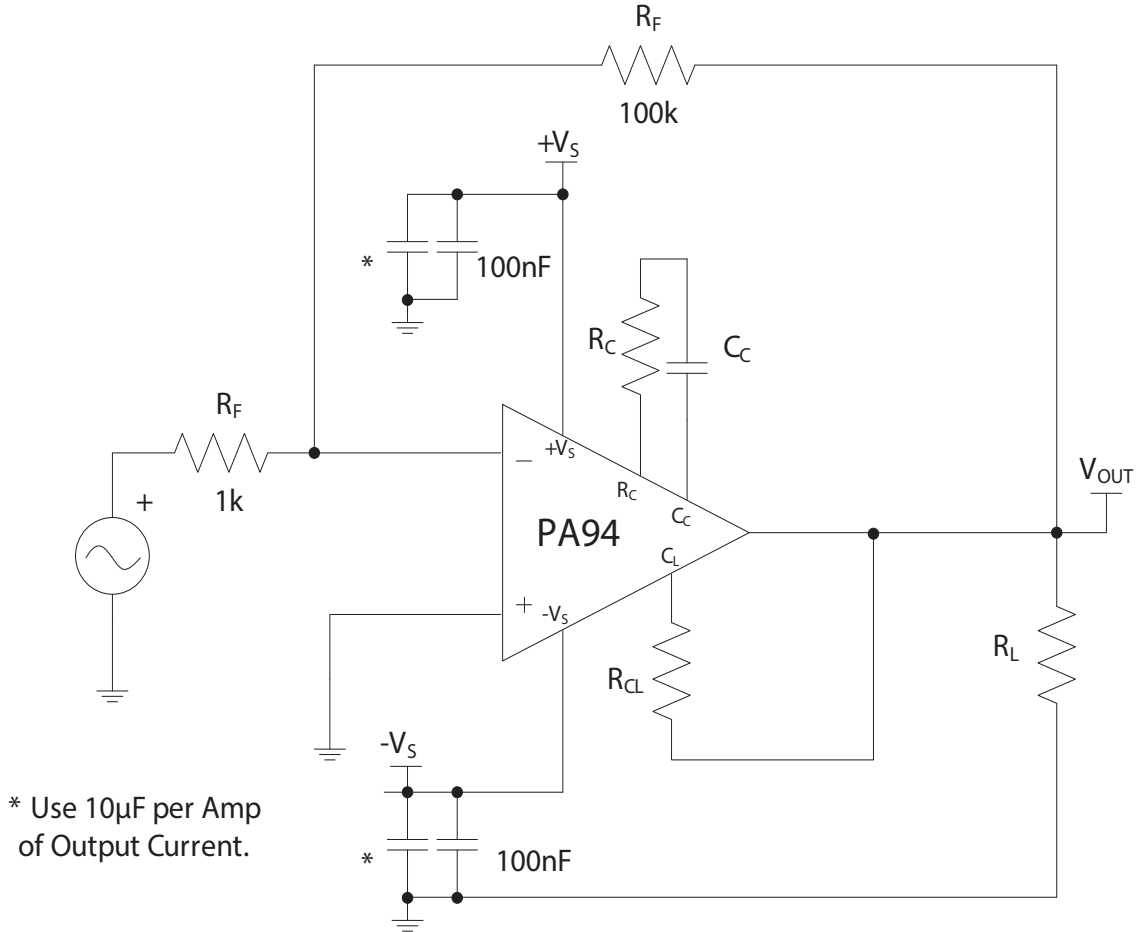 R_F
100k
+V_S
*
100nF
R_C
C_C
R_F
1k
+
−
+V_S
R_C
C_C
PA94
C_L
+
-V_S
V_OUT
R_CL
R_L
-V_S
* Use 10μF per Amp
of Output Current.
*
100nF